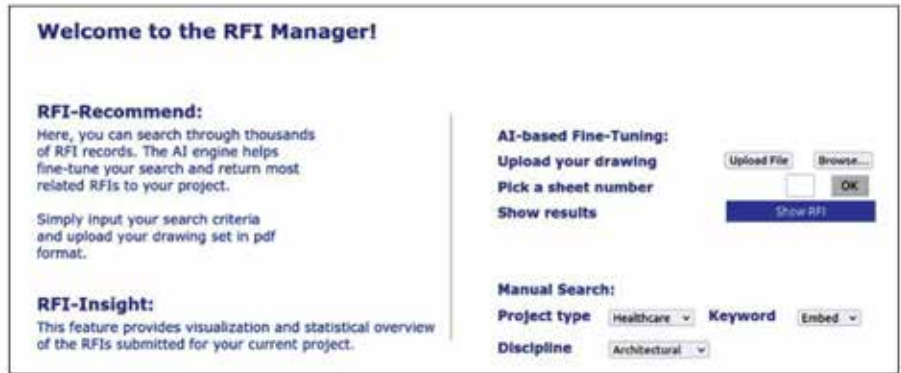 Welcome to the RFI Manager!
RFI-Recommend:
Here, you can search through thousands
of RFI records. The AI engine helps
fine-tune your search and return most
related RFIs to your project.
Simply input your search criteria
and upload your drawing set in pdf
format.
RFI-Insight:
This feature provides visualization and statistical overview
of the RFIs submitted for your current project.
AI-based Fine-Tuning:
Upload your drawing Upload File Browse...
Pick a sheet number OK
Show results Show RFI
Manual Search:
Project type Healthcare Keyword Embed
Discipline Architectural